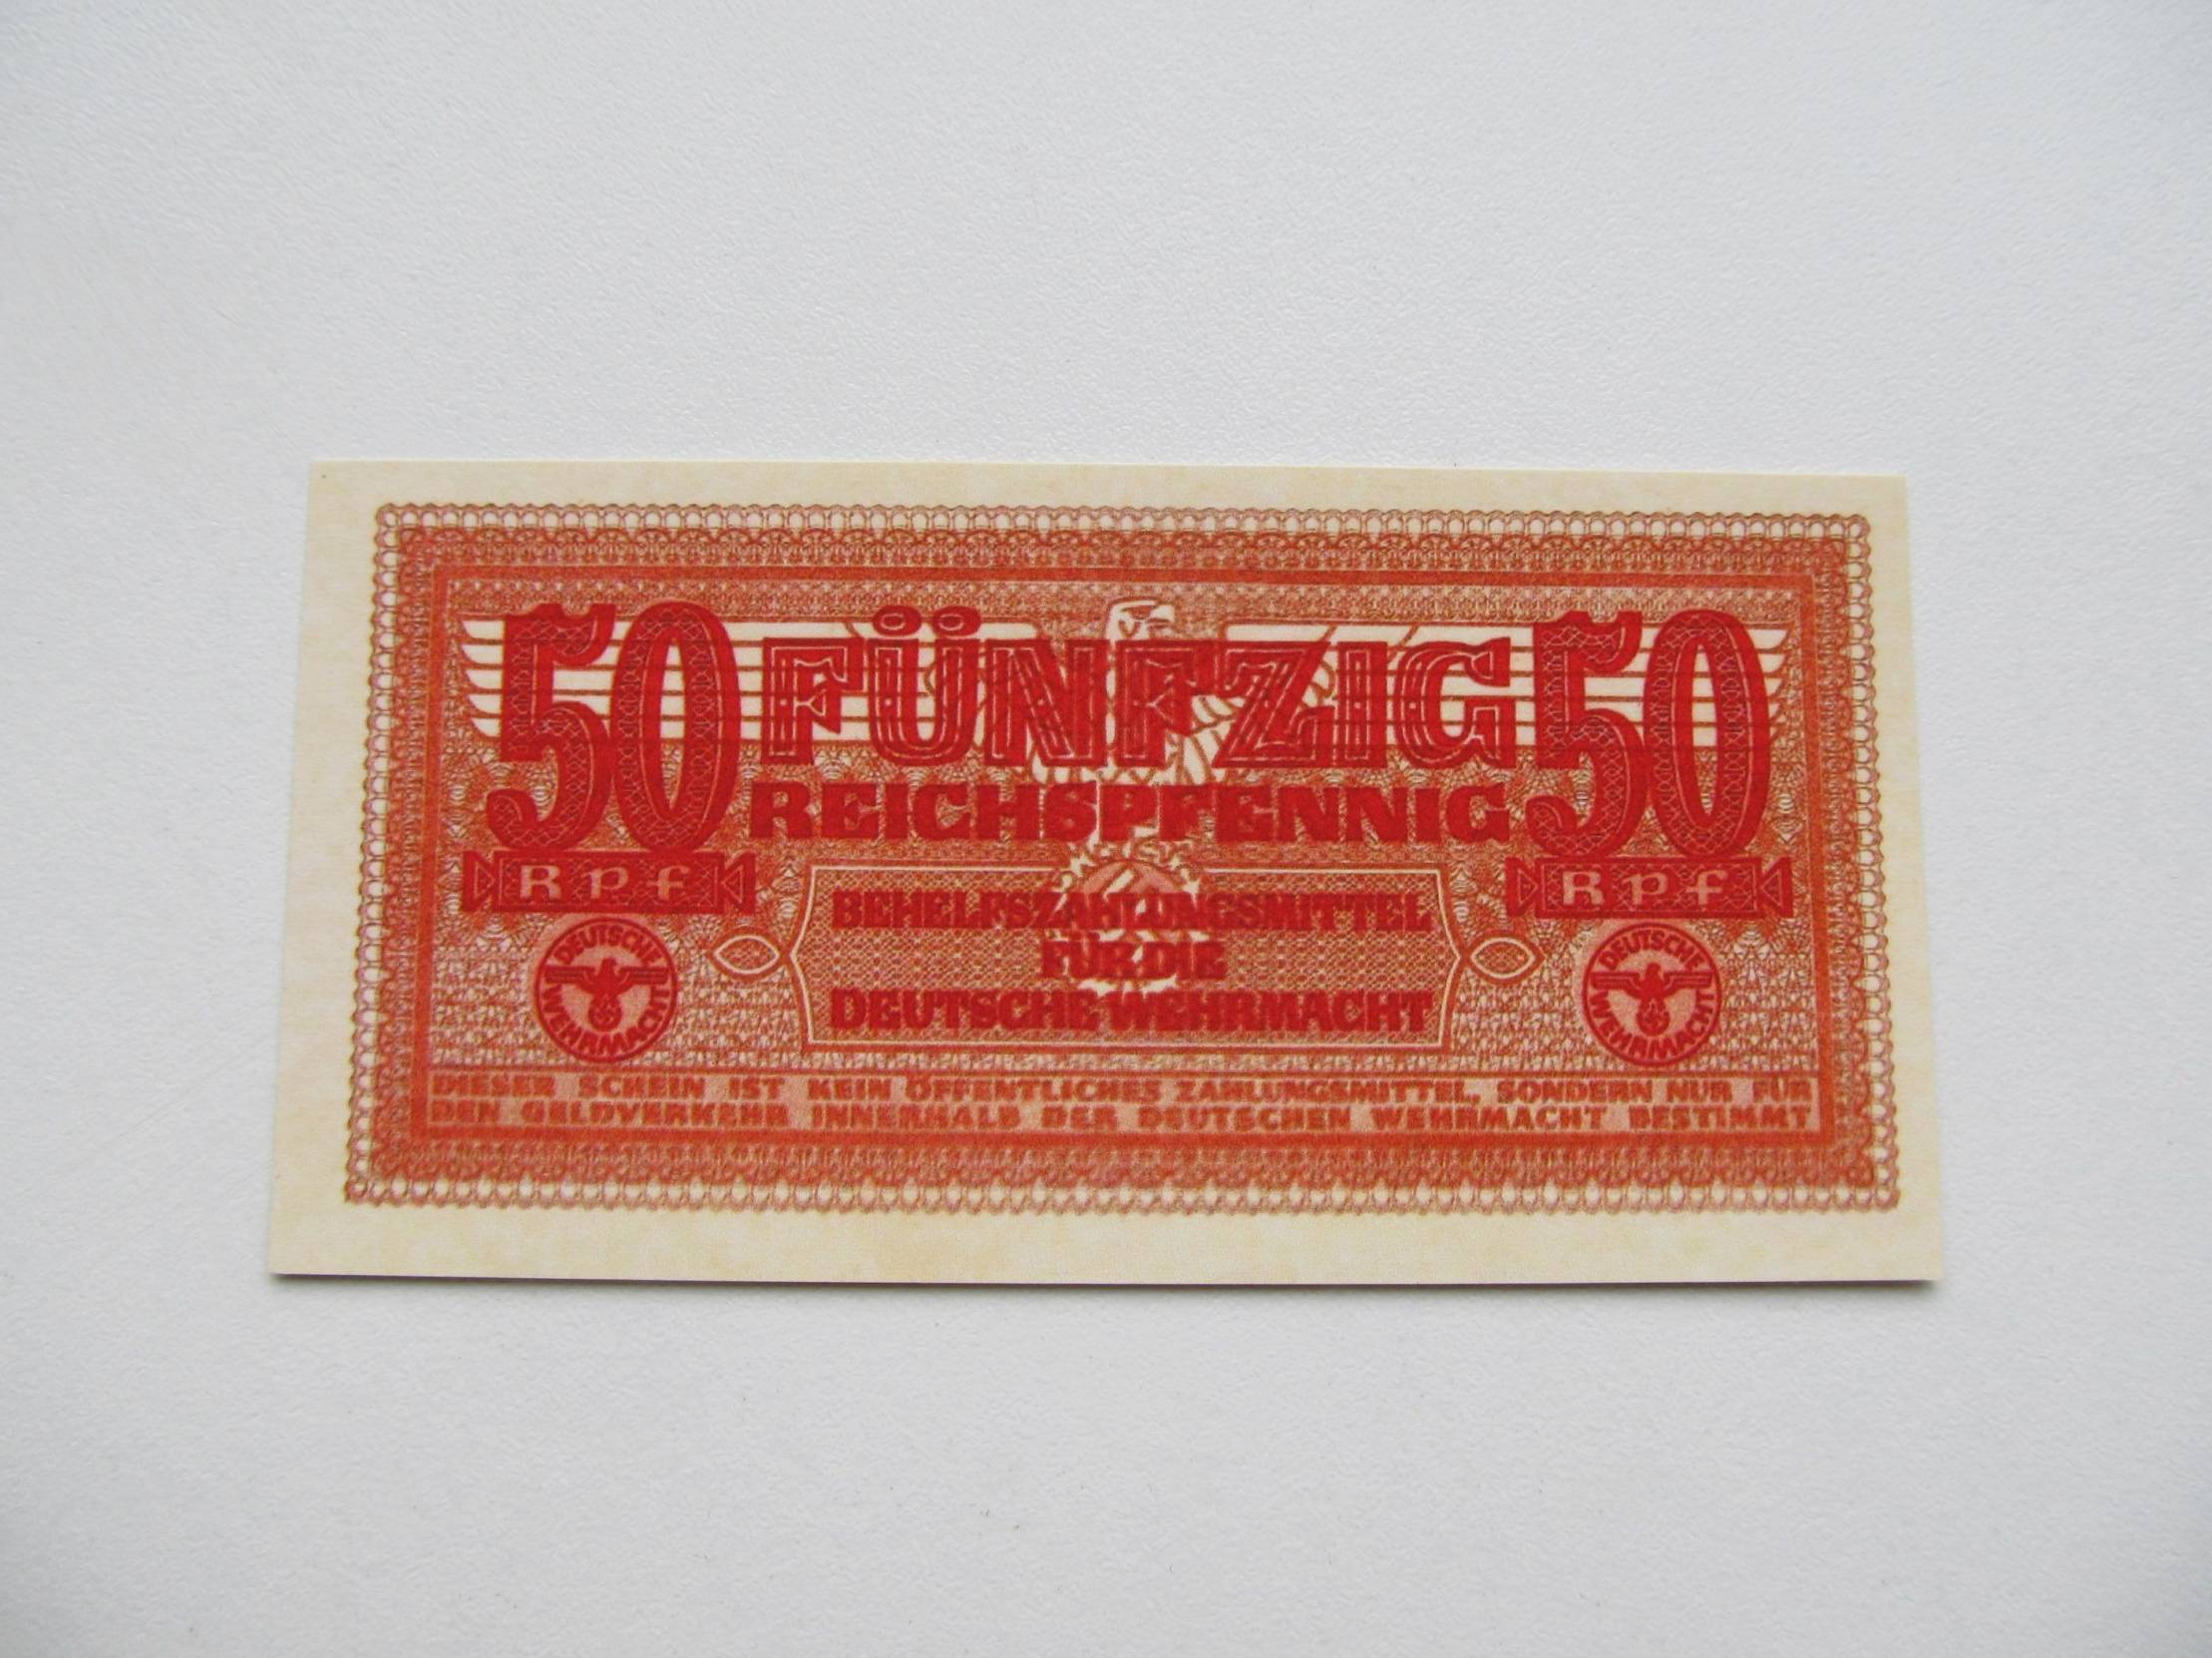 50 FÜNFZIG 50
REICHSPFENNIG
RPf RPf
BEHELFSZAHLUNGSMITTEL
FÜR DIE
DEUTSCHE WEHRMACHT
DEUTSCHE WEHRMACHT
DEUTSCHE WEHRMACHT
DIESER SCHEIN IST KEIN ÖFFENTLICHES ZAHLUNGSMITTEL, SONDERN NUR FÜR
DEN GELDVERKEHR INNERHALB DER DEUTSCHEN WEHRMACHT BESTIMMT